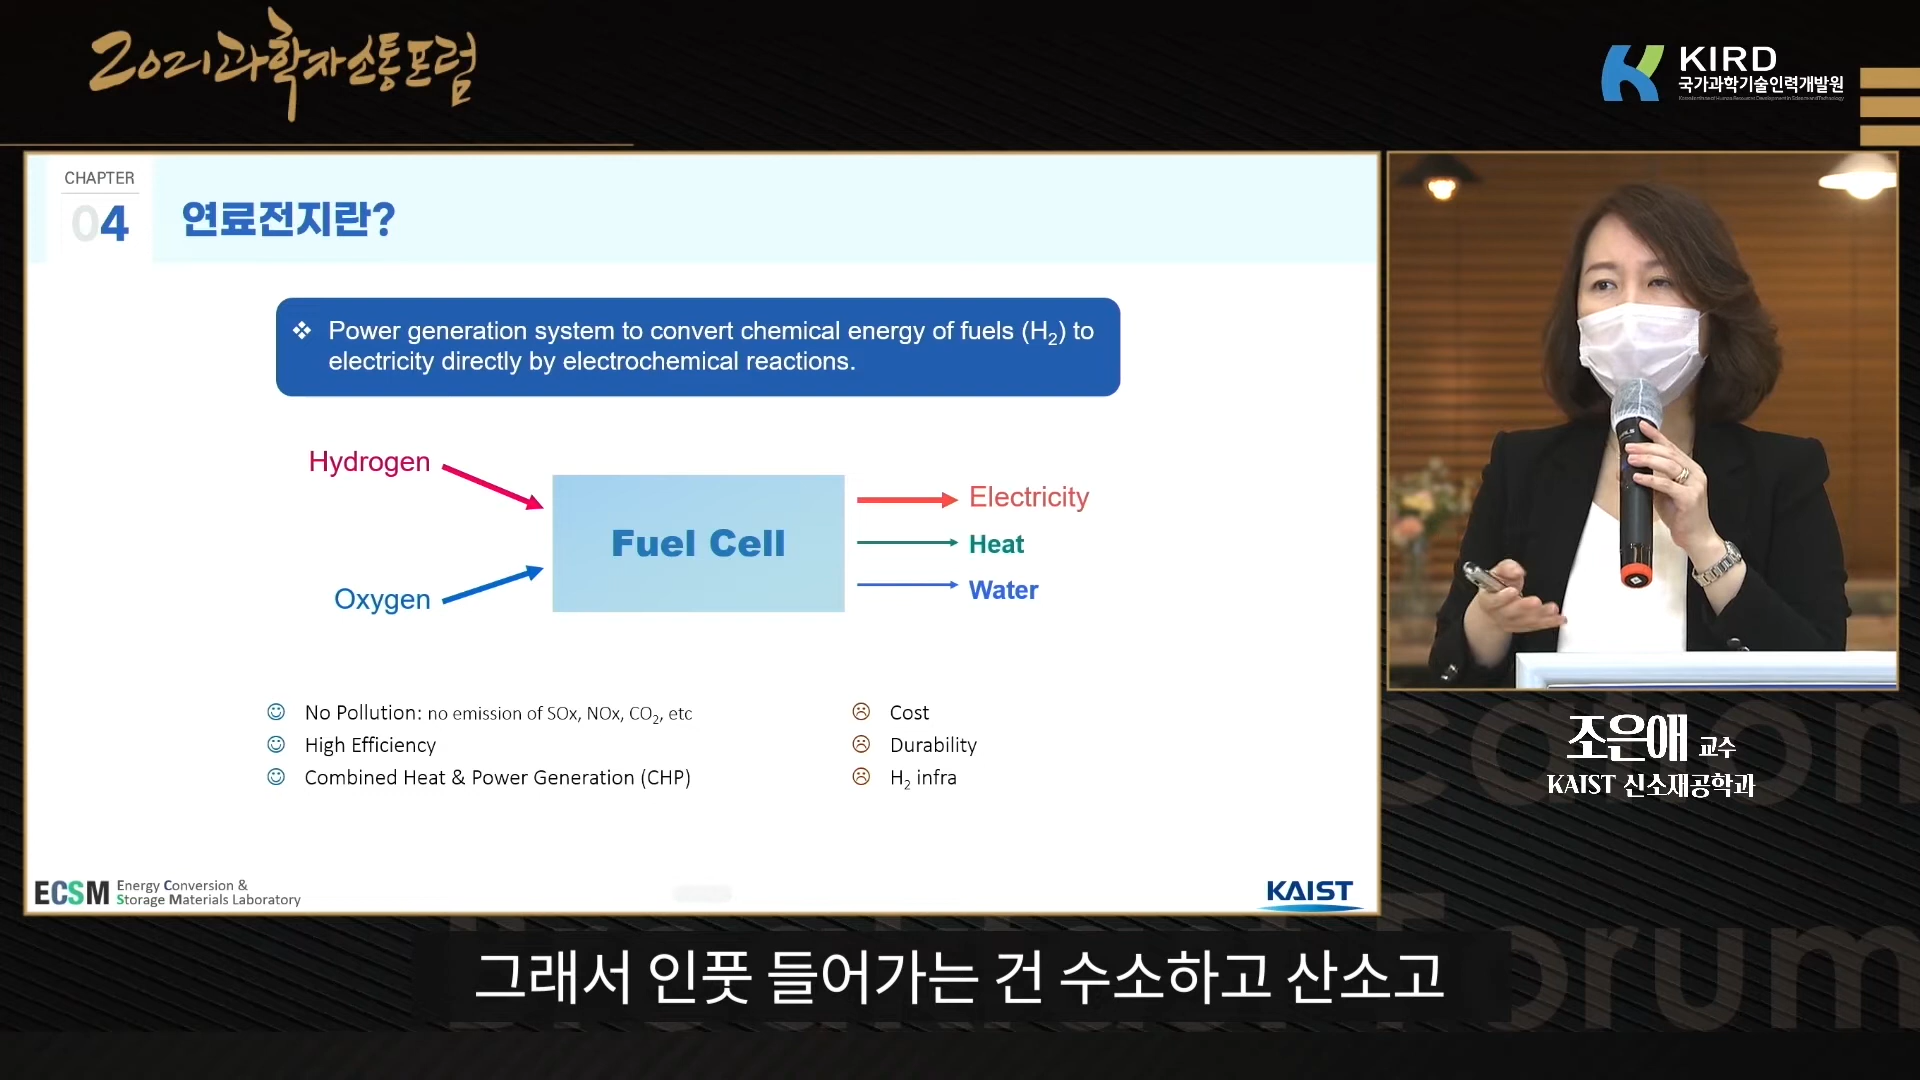 2021과학자소통포럼
KIRD
국가과학기술인력개발원
CHAPTER
04
연료전지란?
❖ Power generation system to convert chemical energy of fuels (H₂) to
electricity directly by electrochemical reactions.
Hydrogen
Oxygen
Fuel Cell
Electricity
Heat
Water
No Pollution: no emission of SOx, NOx, CO₂, etc
High Efficiency
Combined Heat & Power Generation (CHP)
Cost
Durability
H₂ infra
ECSM Energy Conversion &
Storage Materials Laboratory
KAIST
조은애 교수
KAIST 신소재공학과
그래서 인풋 들어가는 건 수소하고 산소고